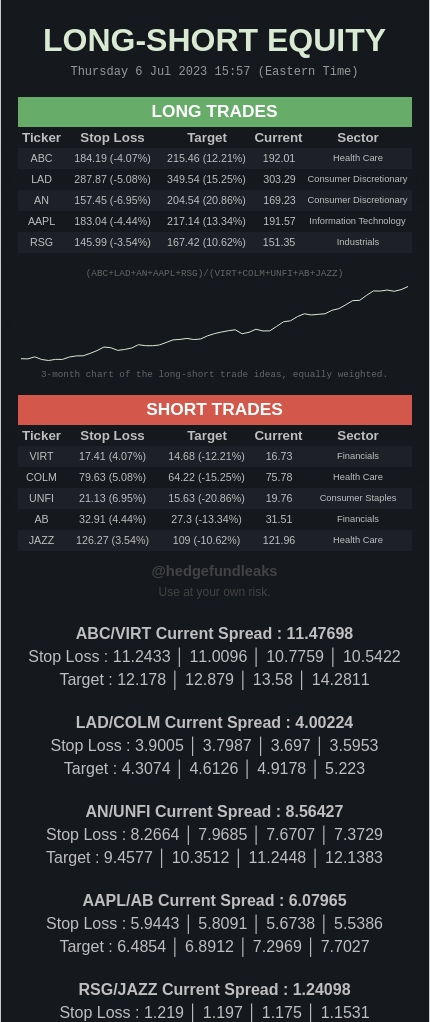 LONG-SHORT EQUITY
Thursday 6 Jul 2023 15:57 (Eastern Time)
LONG TRADES
Ticker Stop Loss Target Current Sector
ABC 184.19 (-4.07%) 215.46 (12.21%) 192.01 Health Care
LAD 287.87 (-5.08%) 349.54 (15.25%) 303.29 Consumer Discretionary
AN 157.45 (-6.95%) 204.54 (20.86%) 169.23 Consumer Discretionary
AAPL 183.04 (-4.44%) 217.14 (13.34%) 191.57 Information Technology
RSG 145.99 (-3.54%) 167.42 (10.62%) 151.35 Industrials
(ABC+LAD+AN+AAPL+RSG)/(VIRT+COLM+UNFI+AB+JAZZ)
3-month chart of the long-short trade ideas, equally weighted.
SHORT TRADES
Ticker Stop Loss Target Current Sector
VIRT 17.41 (4.07%) 14.68 (-12.21%) 16.73 Financials
COLM 79.63 (5.08%) 64.22 (-15.25%) 75.78 Health Care
UNFI 21.13 (6.95%) 15.63 (-20.86%) 19.76 Consumer Staples
AB 32.91 (4.44%) 27.3 (-13.34%) 31.51 Financials
JAZZ 126.27 (3.54%) 109 (-10.62%) 121.96 Health Care
@hedgefundleaks
Use at your own risk.
ABC/VIRT Current Spread : 11.47698
Stop Loss : 11.2433 │ 11.0096 │ 10.7759 │ 10.5422
Target : 12.178 │ 12.879 │ 13.58 │ 14.2811
LAD/COLM Current Spread : 4.00224
Stop Loss : 3.9005 │ 3.7987 │ 3.697 │ 3.5953
Target : 4.3074 │ 4.6126 │ 4.9178 │ 5.223
AN/UNFI Current Spread : 8.56427
Stop Loss : 8.2664 │ 7.9685 │ 7.6707 │ 7.3729
Target : 9.4577 │ 10.3512 │ 11.2448 │ 12.1383
AAPL/AB Current Spread : 6.07965
Stop Loss : 5.9443 │ 5.8091 │ 5.6738 │ 5.5386
Target : 6.4854 │ 6.8912 │ 7.2969 │ 7.7027
RSG/JAZZ Current Spread : 1.24098
Stop Loss : 1.219 │ 1.197 │ 1.175 │ 1.1531